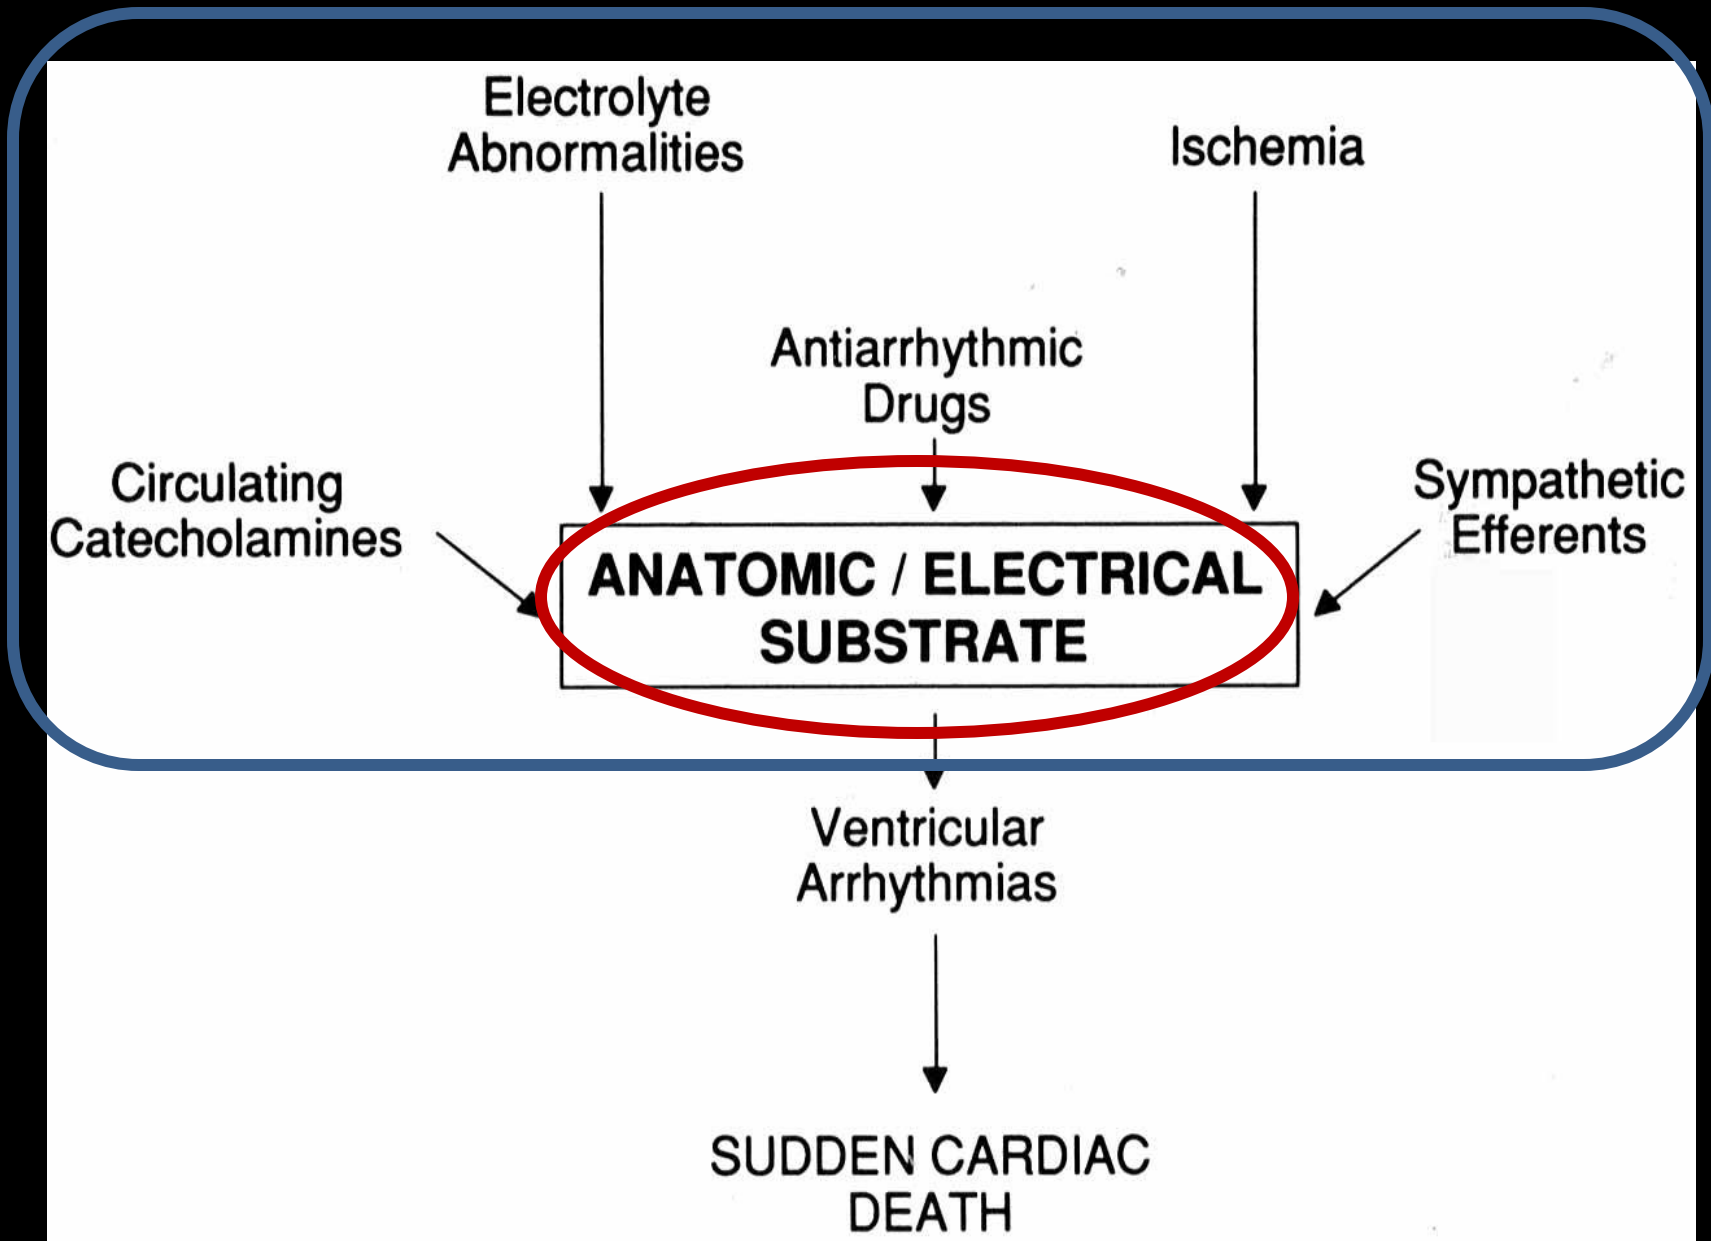 Electrolyte
Abnormalities
Ischemia
Antiarrhythmic
Drugs
Circulating
Catecholamines
Sympathetic
Efferents
ANATOMIC / ELECTRICAL
SUBSTRATE
Ventricular
Arrhythmias
SUDDEN CARDIAC
DEATH